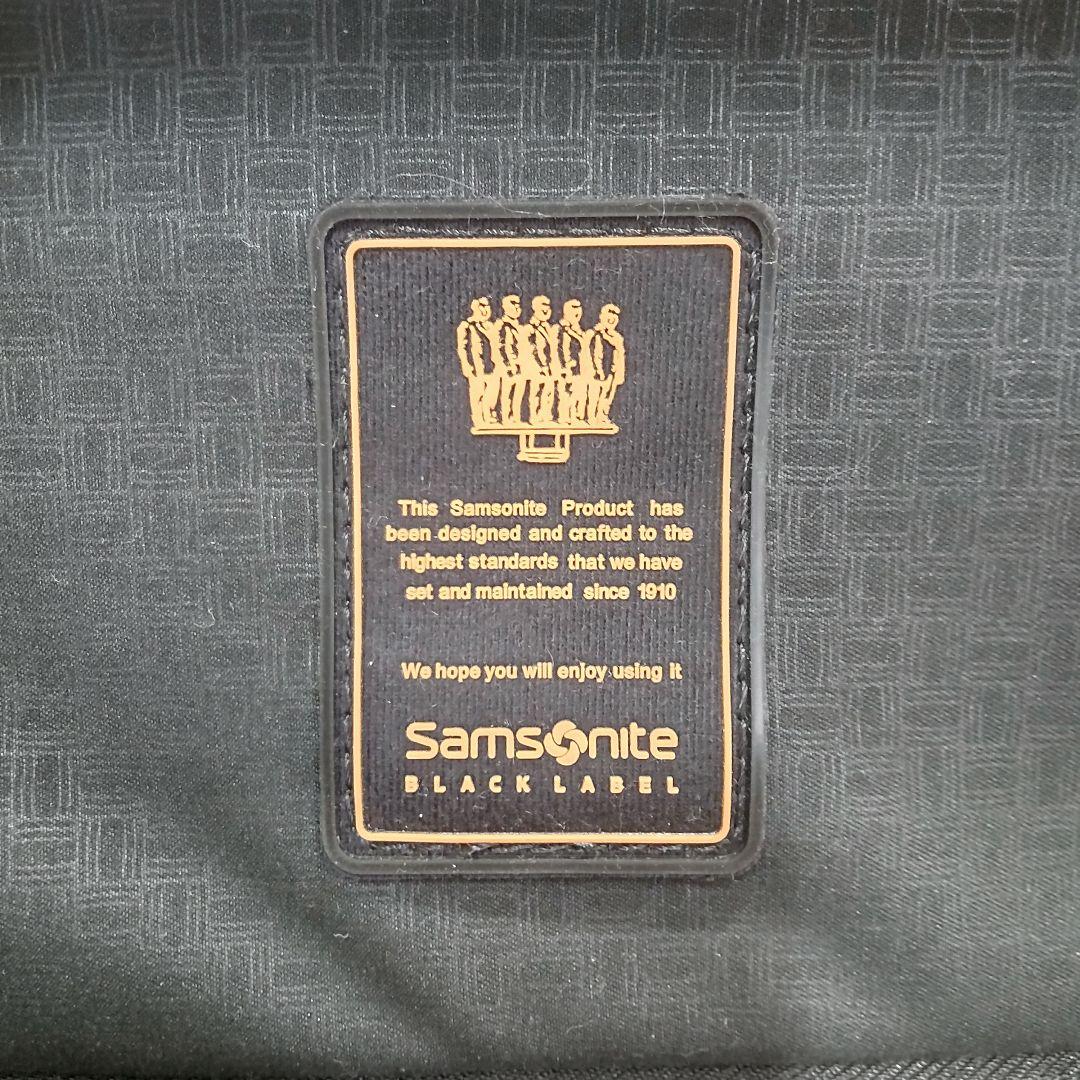 This Samsonite Product has
been designed and crafted to the
highest standards that we have
set and maintained since 1910
We hope you will enjoy using it
Samsonite
BLACK LABEL